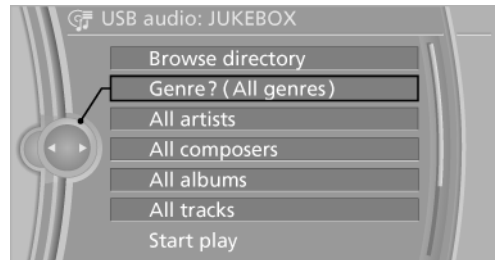 USB audio: JUKEBOX
Browse directory
Genre? (All genres)
All artists
All composers
All albums
All tracks
Start play